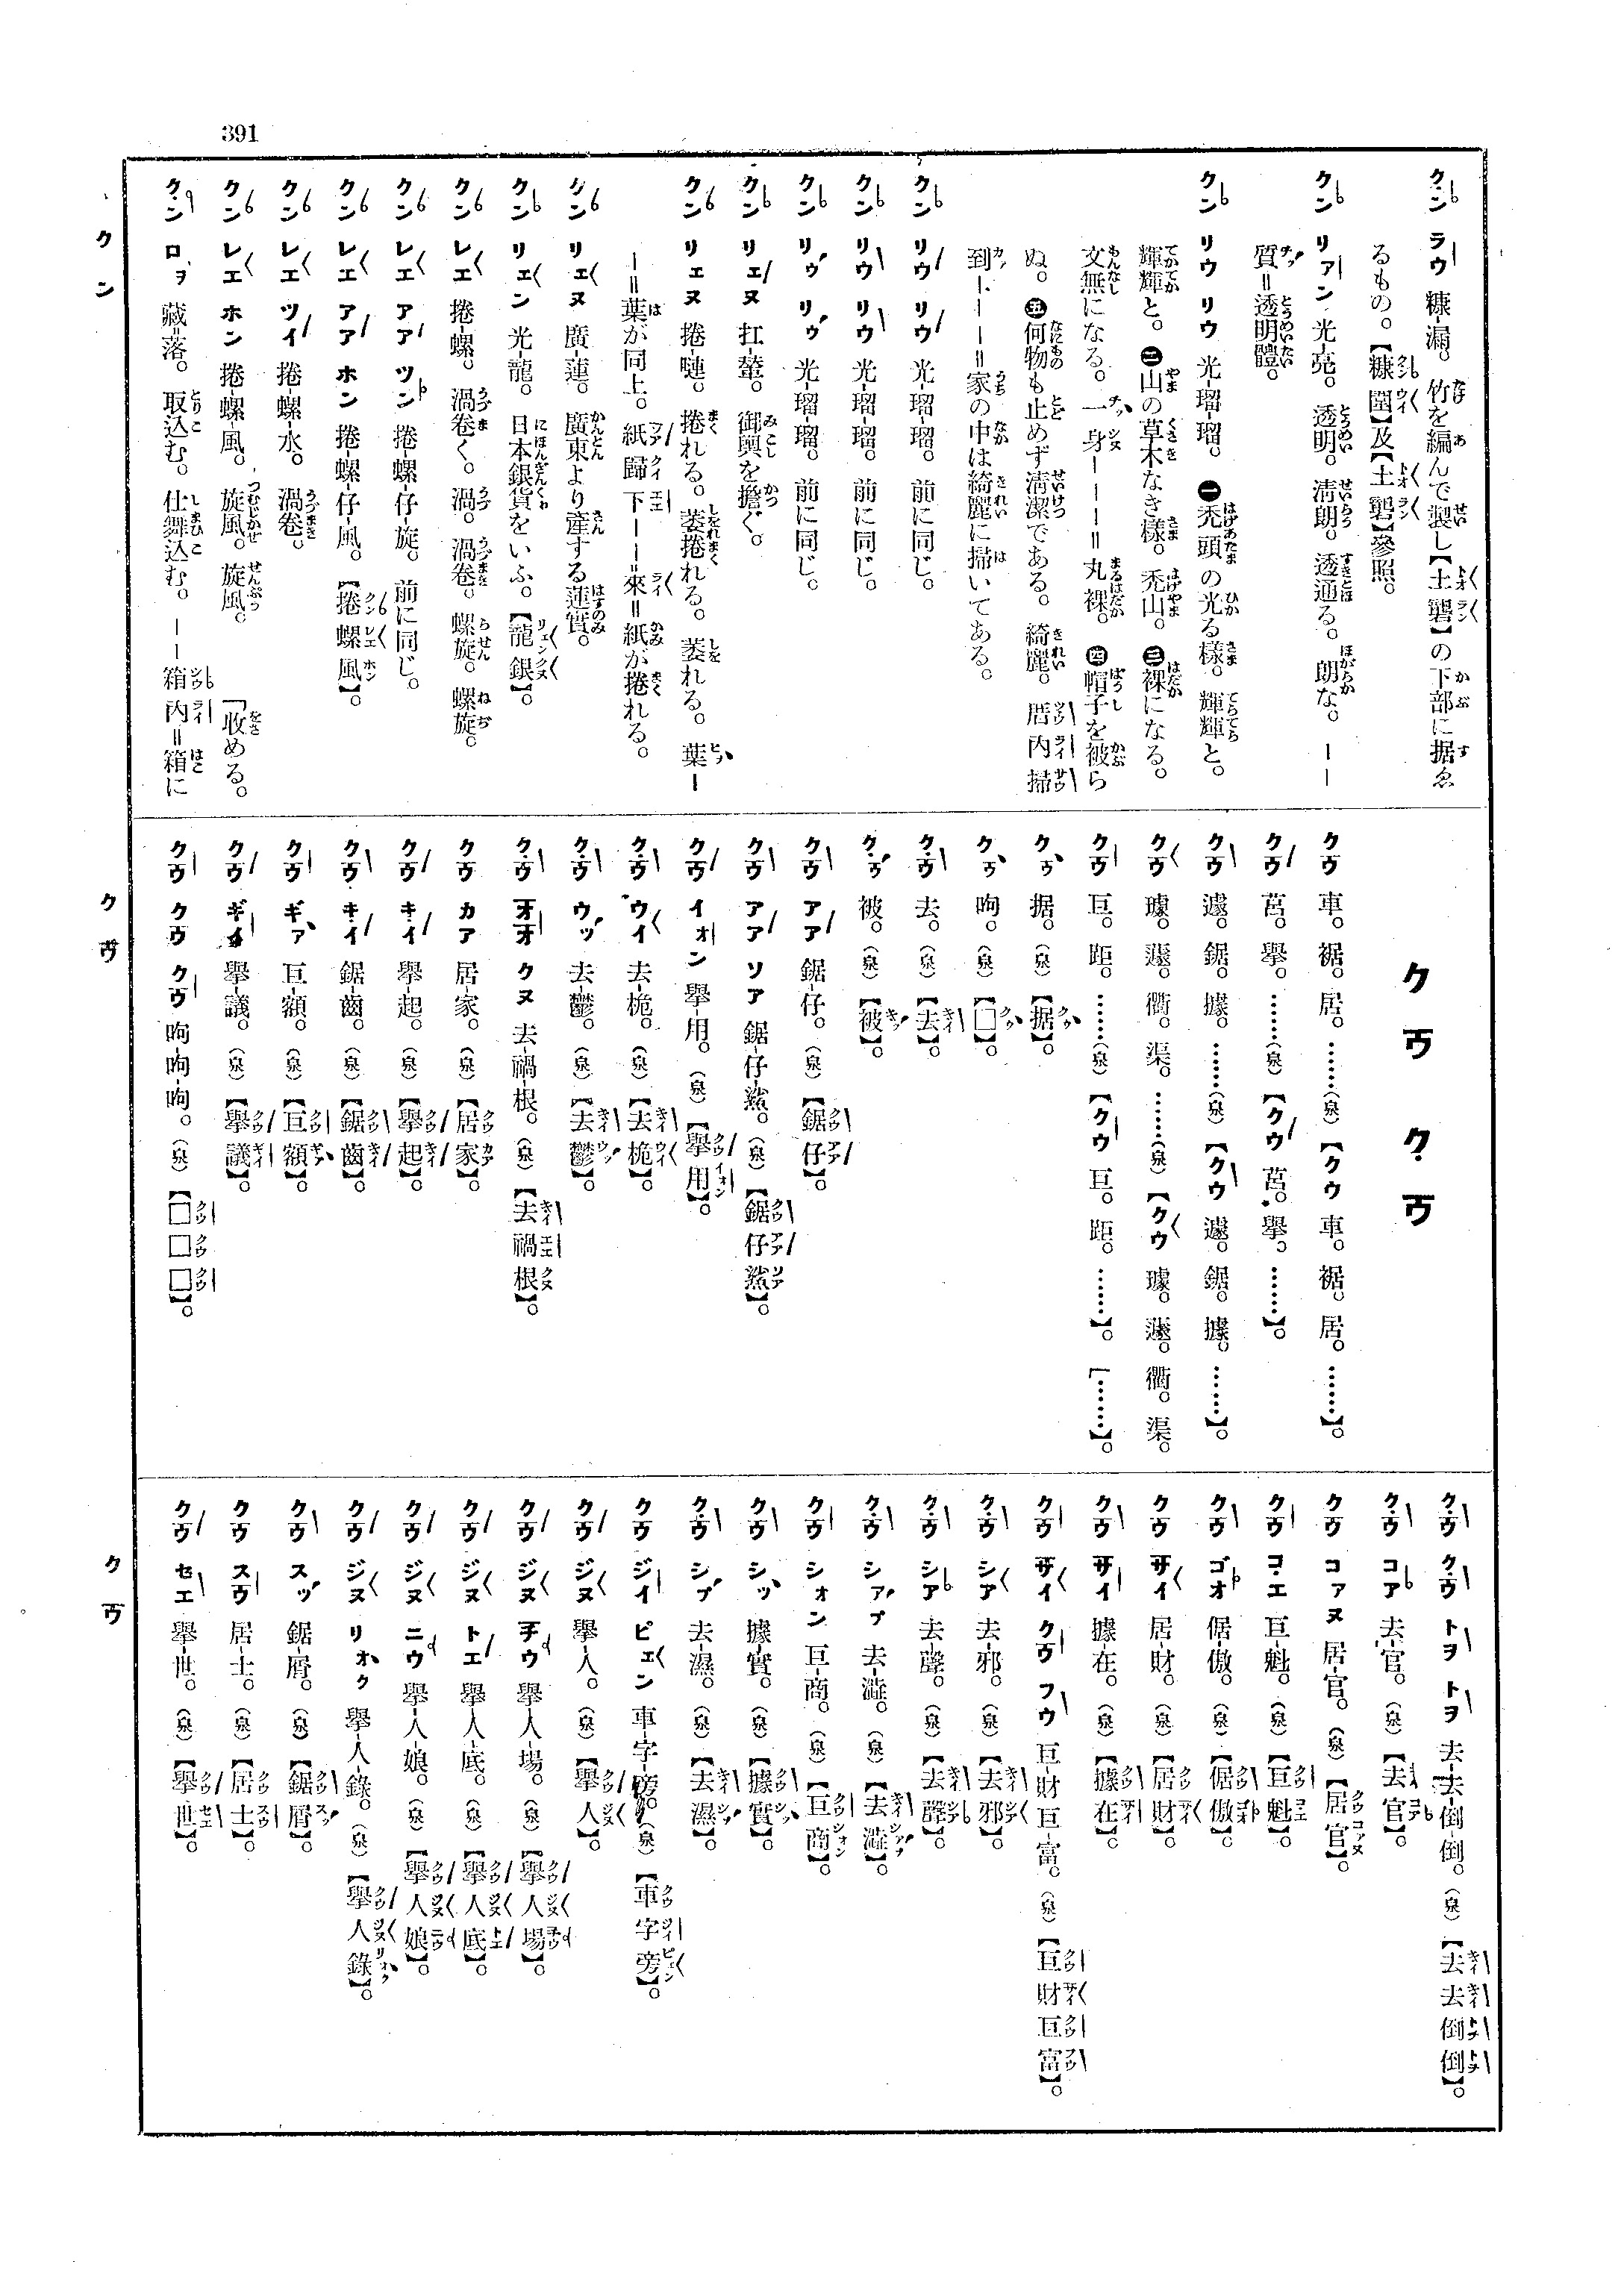 391
クン ラウ 糠-漏。竹を編んで製し【土礱】の下部に据ゑ
るもの。【糠圍】及【土礱】參照。
クン リアン 光-亮。透明。淸朗。透通る。朗な。――
質＝透明體。
クン リウ リウ 光-瑠-瑠。㊀禿頭の光る樣。輝輝と。
輝輝と。㊁山の草木なき樣。禿山。㊂裸になる。
文無になる。一身――――＝丸裸。㊃帽子を被ら
ぬ。㊄何物も止めず淸潔である。綺麗。厝內掃
到――――＝家の中は綺麗に掃いてある。
クン リウ リウ 光-瑠-瑠。前に同じ。
クン リウ リウ 光-瑠-瑠。前に同じ。
クン リウ リウ 光-瑠-瑠。前に同じ。
クン リエヌ 扛-輦。御輿を擔ぐ。
クン リエヌ 捲-嗹。捲れる。萎捲れる。萎れる。葉―
―＝葉が同上。紙歸下――來＝紙が捲れる。
クン リエヌ 廣-蓮。廣東より產する蓮實。
クン リエン 光-龍。日本銀貨をいふ。【龍銀】。
クン レエ 捲-螺。渦卷く。渦。渦卷。螺旋。螺旋。
クン レエ アア ツン 捲-螺-仔-旋。前に同じ。
クン レエ アア ホン 捲-螺-仔-風。【捲螺風】。
クン レエ ツイ 捲-螺-水。渦卷。
クン レエ ホン 捲-螺-風。旋風。旋風。 「收める。
クン ロヲ 藏-落。取込む。仕舞込む。――箱內＝箱に
クウ クウ
クウ 車。裾。居。……(泉)【クウ 車。裾。居。……】。
クウ 莒。擧。……(泉)【クウ 莒。擧。……】。
クウ 遽。鋸。據。……(泉)【クウ 遽。鋸。據。……】。
クウ 璩。蘧。衢。渠。……(泉)【クウ 璩。蘧。衢。渠。
クウ 巨。距。……(泉)【クウ 巨。距。……】。「……】。
クウ 据。(泉)【据】。
クウ 呴。(泉)【□】。
クウ 去。(泉)【去】。
クウ 被。(泉)【被】。
クウ アア 鋸-仔。(泉)【鋸仔】。
クウ アア ソア 鋸-仔-鯊。(泉)【鋸仔鯊】。
クウ イオン 擧-用。(泉)【擧用】。
クウ ウイ 去-桅。(泉)【去桅】。
クウ ウッ 去-鬱。(泉)【去鬱】。
クウ オオ クヌ 去-禍-根。(泉)【去禍根】。
クウ カア 居-家。(泉)【居家】。
クウ キイ 擧-起。(泉)【擧起】。
クウ キイ 鋸-齒。(泉)【鋸齒】。
クウ ギア 巨-額。(泉)【巨額】。
クウ ギイ 擧-議。(泉)【擧議】。
クウ クウ クウ 呴-呴-呴。(泉)【□□□】。
クウ クウ トヲ トヲ 去-去-倒-倒。(泉)【去去倒倒】。
クウ コア 去-官。(泉)【去官】。
クウ コアヌ 居-官。(泉)【居官】。
クウ コエ 巨-魁。(泉)【巨魁】。
クウ ゴオ 倨-傲。(泉)【倨傲】。
クウ サイ 居-財。(泉)【居財】。
クウ サイ 據-在。(泉)【據在】。
クウ サイ クウ フウ 巨-財-巨-富。(泉)【巨財巨富】。
クウ シア 去-邪。(泉)【去邪】。
クウ シア 去-聲。(泉)【去聲】。
クウ シアプ 去-澁。(泉)【去澁】。
クウ シオン 巨-商。(泉)【巨商】。
クウ シッ 據-實。(泉)【據實】。
クウ シプ 去-濕。(泉)【去濕】。
クウ ジイ ピエン 車-字-旁。(泉)【車字旁】。
クウ ジヌ 擧-人。(泉)【擧人】。
クウ ジヌ チウ 擧-人-場。(泉)【擧人場】。
クウ ジヌ トエ 擧-人-底。(泉)【擧人底】。
クウ ジヌ ニウ 擧-人-娘。(泉)【擧人娘】。
クウ ジヌ リオク 擧-人-錄。(泉)【擧人錄】。
クウ スッ 鋸-屑。(泉)【鋸屑】。
クウ スウ 居-士。(泉)【居士】。
クウ セエ 擧-世。(泉)【擧世】。
クン
クウ
クウ